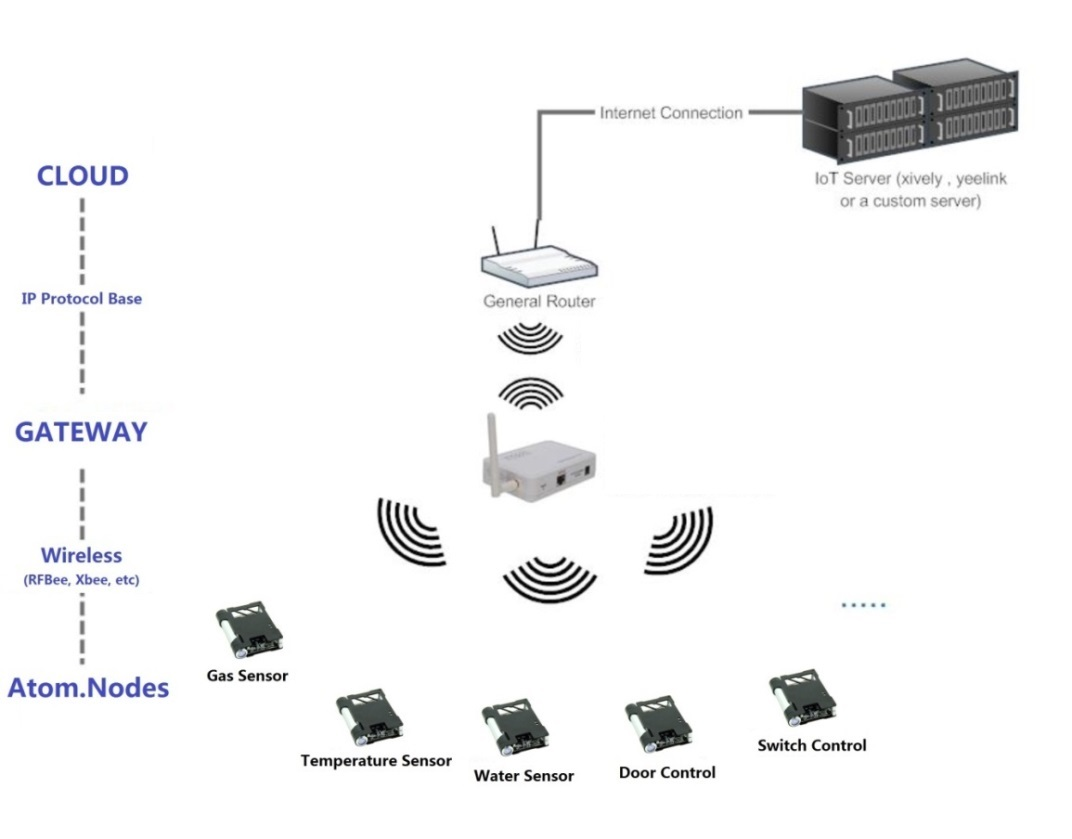 Internet Connection
CLOUD
IoT Server (xively , yeelink
or a custom server)
IP Protocol Base
General Router
GATEWAY
Wireless
(RFBee, Xbee, etc)
.....
Gas Sensor
Atom.Nodes
Temperature Sensor
Water Sensor
Door Control
Switch Control